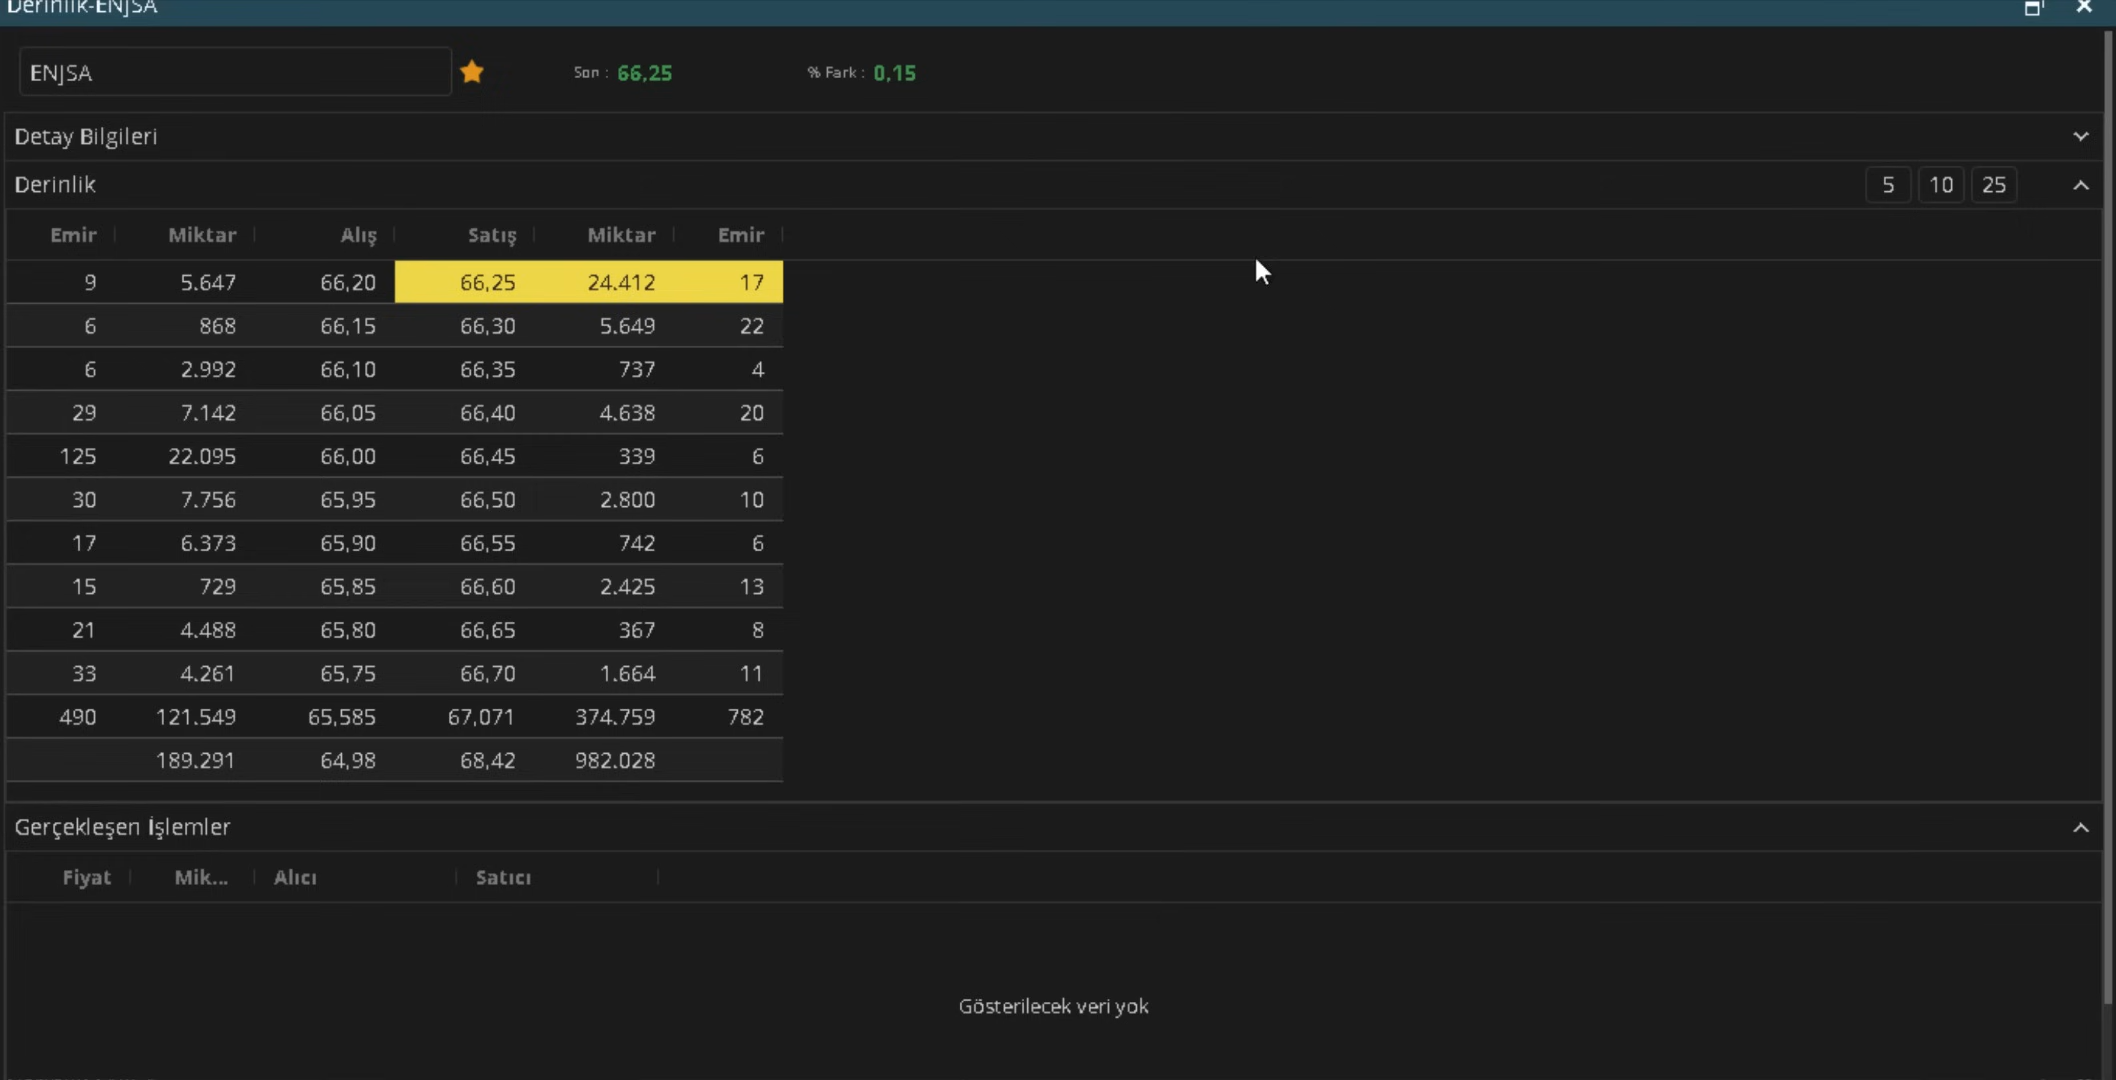 Derinlik-ENJSA
ENJSA Son : 66,25 % Fark : 0,15
Detay Bilgileri
Derinlik 5 10 25
Emir Miktar Alış Satış Miktar Emir
9 5.647 66,20 66,25 24.412 17
6 868 66,15 66,30 5.649 22
6 2.992 66,10 66,35 737 4
29 7.142 66,05 66,40 4.638 20
125 22.095 66,00 66,45 339 6
30 7.756 65,95 66,50 2.800 10
17 6.373 65,90 66,55 742 6
15 729 65,85 66,60 2.425 13
21 4.488 65,80 66,65 367 8
33 4.261 65,75 66,70 1.664 11
490 121.549 65,585 67,071 374.759 782
189.291 64,98 68,42 982.028
Gerçekleşen İşlemler
Fiyat Mik... Alıcı Satıcı
Gösterilecek veri yok